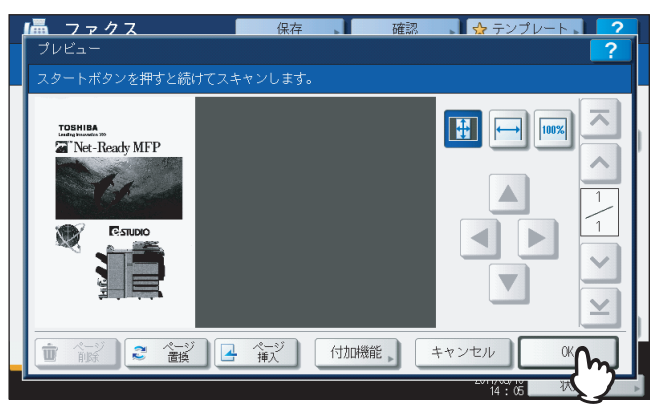 ファクス
保存
確認
テンプレート
?
プレビュー
?
スタートボタンを押すと続けてスキャンします。
TOSHIBA
Leading Innovation >>>
Net-Ready MFP
e-STUDIO
100%
1
1
ページ
削除
ページ
置換
ページ
挿入
付加機能
キャンセル
OK
14:05